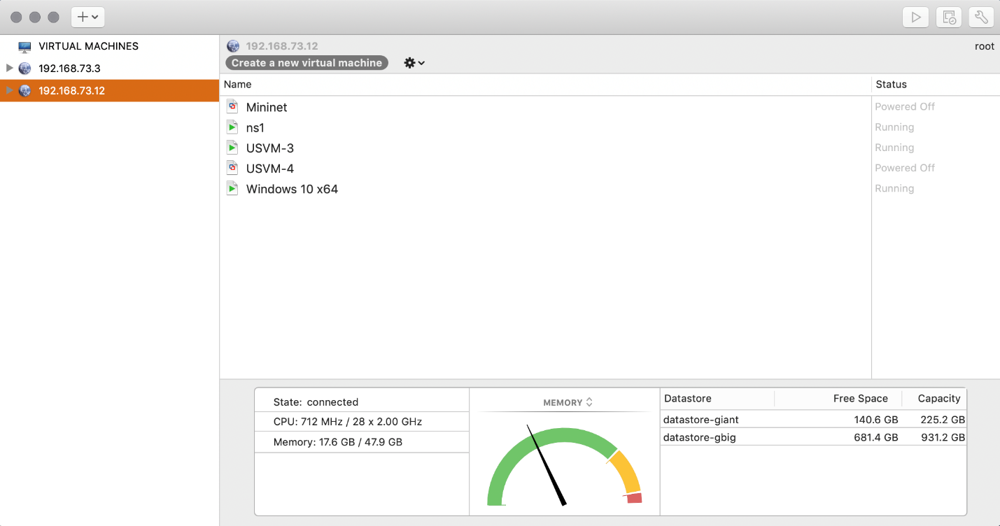 VIRTUAL MACHINES
192.168.73.3
192.168.73.12
192.168.73.12
root
Create a new virtual machine
Name Status
Mininet Powered Off
ns1 Running
USVM-3 Running
USVM-4 Powered Off
Windows 10 x64 Running
State: connected
CPU: 712 MHz / 28 x 2.00 GHz
Memory: 17.6 GB / 47.9 GB
MEMORY
Datastore Free Space Capacity
datastore-giant 140.6 GB 225.2 GB
datastore-gbig 681.4 GB 931.2 GB